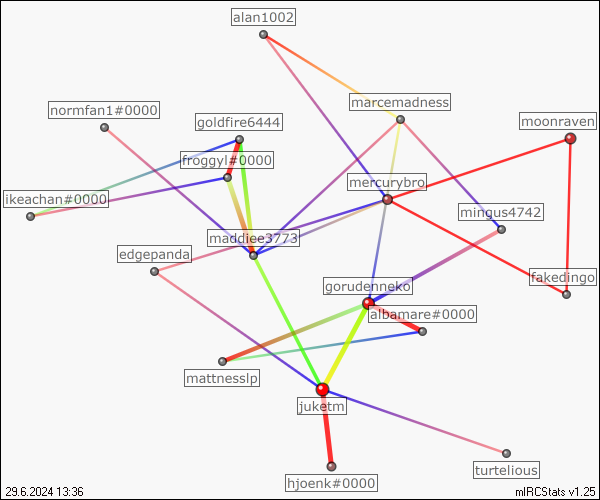 alan1002
marcemadness
normfan1#0000
goldfire6444
moonraven
froggyl#0000
mercurybro
ikeachan#0000
mingus4742
maddiee3773
edgepanda
fakedingo
gorudenneko
albamare#0000
mattnesslp
juketm
turtelious
hjoenk#0000
29.6.2024 13:36
mIRCStats v1.25